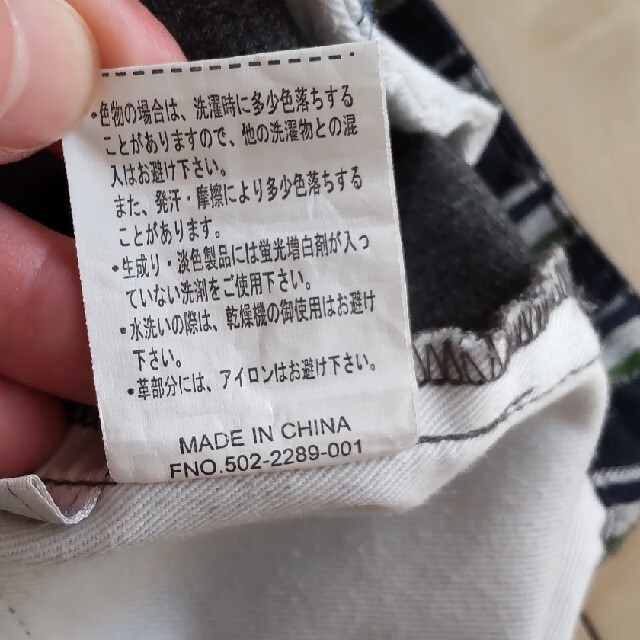 ・色物の場合は、洗濯時に多少色落ちする
ことがありますので、他の洗濯物との混
入はお避け下さい。
また、発汗・摩擦により多少色落ちする
ことがあります。
・生成り・淡色製品には蛍光増白剤が入っ
ていない洗剤をご使用下さい。
・水洗いの際は、乾燥機の御使用はお避け
下さい。
・革部分には、アイロンはお避け下さい。
MADE IN CHINA
FNO.502-2289-001